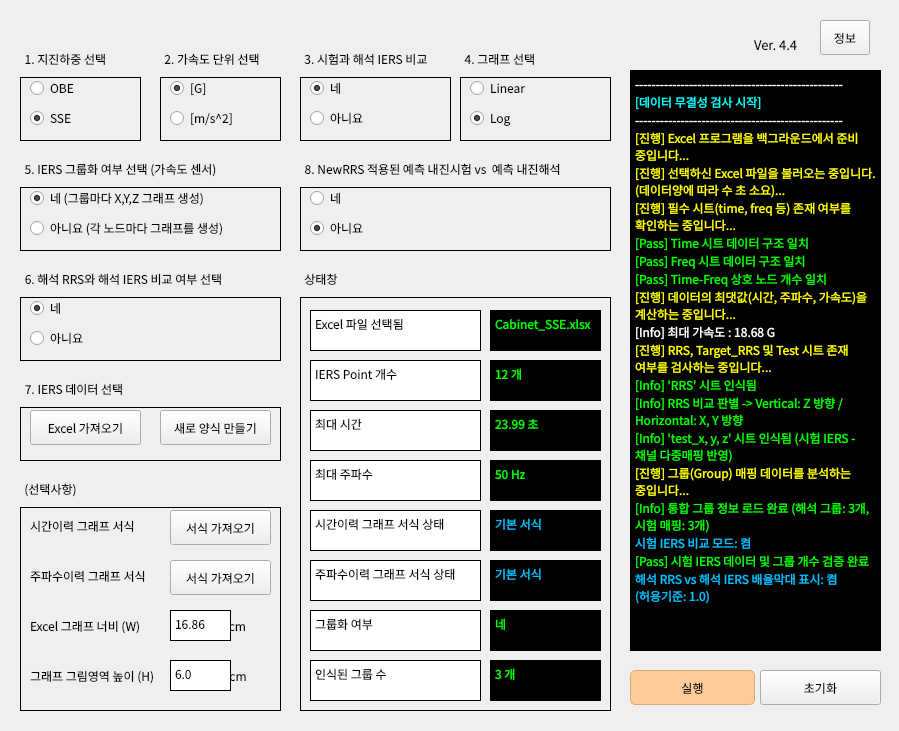 Ver. 4.4
정보
1. 지진하중 선택
OBE
SSE
2. 가속도 단위 선택
[G]
[m/s^2]
3. 시험과 해석 IERS 비교
네
아니요
4. 그래프 선택
Linear
Log
5. IERS 그룹화 여부 선택 (가속도 센서)
네 (그룹마다 X,Y,Z 그래프 생성)
아니요 (각 노드마다 그래프를 생성)
8. NewRRS 적용된 예측 내진시험 vs 예측 내진해석
네
아니요
6. 해석 RRS와 해석 IERS 비교 여부 선택
네
아니요
7. IERS 데이터 선택
Excel 가져오기
새로 양식 만들기
(선택사항)
시간이력 그래프 서식
서식 가져오기
주파수이력 그래프 서식
서식 가져오기
Excel 그래프 너비 (W)
16.86
cm
그래프 그림영역 높이 (H)
6.0
cm
상태창
Excel 파일 선택됨
Cabinet_SSE.xlsx
IERS Point 개수
12 개
최대 시간
23.99 초
최대 주파수
50 Hz
시간이력 그래프 서식 상태
기본 서식
주파수이력 그래프 서식 상태
기본 서식
그룹화 여부
네
인식된 그룹 수
3 개
--------------------------------------------------
[데이터 무결성 검사 시작]
--------------------------------------------------
[진행] Excel 프로그램을 백그라운드에서 준비
중입니다...
[진행] 선택하신 Excel 파일을 불러오는 중입니다.
(데이터양에 따라 수 초 소요)...
[진행] 필수 시트(time, freq 등) 존재 여부를
확인하는 중입니다...
[Pass] Time 시트 데이터 구조 일치
[Pass] Freq 시트 데이터 구조 일치
[Pass] Time-Freq 상호 노드 개수 일치
[진행] 데이터의 최댓값(시간, 주파수, 가속도)을
계산하는 중입니다...
[Info] 최대 가속도 : 18.68 G
[진행] RRS, Target_RRS 및 Test 시트 존재
여부를 검사하는 중입니다...
[Info] 'RRS' 시트 인식됨
[Info] RRS 비교 판별 -> Vertical: Z 방향 /
Horizontal: X, Y 방향
[Info] 'test_x, y, z' 시트 인식됨 (시험 IERS -
채널 다중매핑 반영)
[진행] 그룹(Group) 매핑 데이터를 분석하는
중입니다...
[Info] 통합 그룹 정보 로드 완료 (해석 그룹: 3개,
시험 매핑: 3개)
시험 IERS 비교 모드: 켬
[Pass] 시험 IERS 데이터 및 그룹 개수 검증 완료
해석 RRS vs 해석 IERS 배율막대 표시: 켬
(허용기준: 1.0)
실행
초기화